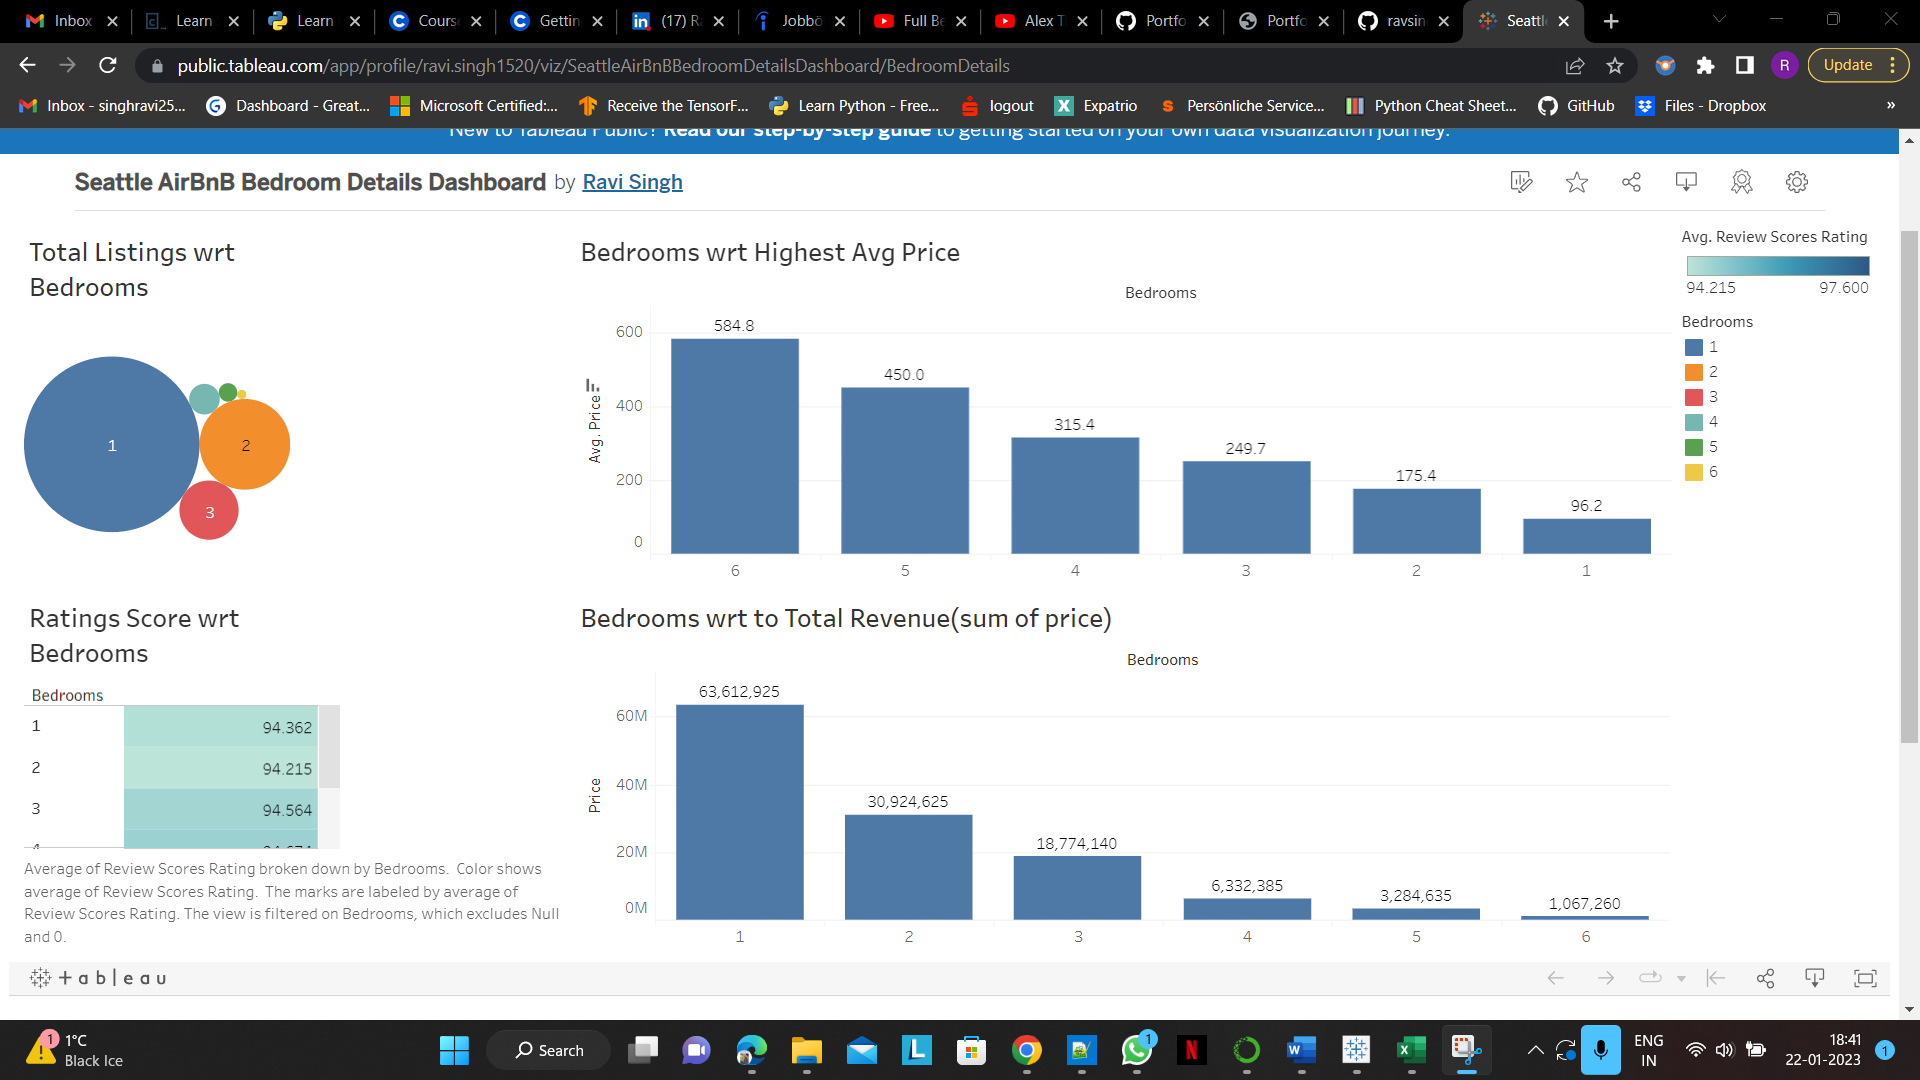 Inbox
Learn
Learn
Cours
Gettin
(17) Ra
Jobbö
Full Be
Alex T
Portfo
Portfo
ravsin
Seattle
public.tableau.com/app/profile/ravi.singh1520/viz/SeattleAirBnBBedroomDetailsDashboard/BedroomDetails
R
Update
Inbox - singhravi25...
Dashboard - Great...
Microsoft Certified:...
Receive the TensorF...
Learn Python - Free...
logout
Expatrio
Persönliche Service...
Python Cheat Sheet...
GitHub
Files - Dropbox
»
New to Tableau Public? Read our step-by-step guide to getting started on your own data visualization journey.
Seattle AirBnB Bedroom Details Dashboard by Ravi Singh
Total Listings wrt
Bedrooms
1
2
3
Bedrooms wrt Highest Avg Price
Bedrooms
Avg. Price
600
400
200
0
584.8
450.0
315.4
249.7
175.4
96.2
6
5
4
3
2
1
Avg. Review Scores Rating
94.215 97.600
Bedrooms
1
2
3
4
5
6
Ratings Score wrt
Bedrooms
Bedrooms
1 94.362
2 94.215
3 94.564
Average of Review Scores Rating broken down by Bedrooms. Color shows
average of Review Scores Rating. The marks are labeled by average of
Review Scores Rating. The view is filtered on Bedrooms, which excludes Null
and 0.
Bedrooms wrt to Total Revenue(sum of price)
Bedrooms
Price
60M
40M
20M
0M
63,612,925
30,924,625
18,774,140
6,332,385
3,284,635
1,067,260
1
2
3
4
5
6
+ a b l e a u
1
1°C
Black Ice
Search
1
ENG
IN
18:41
22-01-2023
1